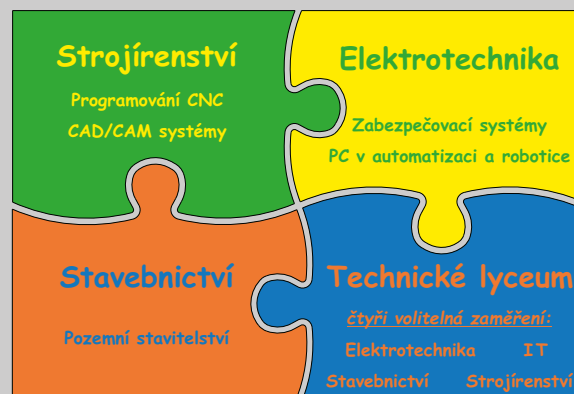 Strojírenství
Programování CNC
CAD/CAM systémy
Elektrotechnika
Zabezpečovací systémy
PC v automatizaci a robotice
Stavebnictví
Pozemní stavitelství
Technické lyceum
čtyři volitelná zaměření:
Elektrotechnika IT
Stavebnictví Strojírenství